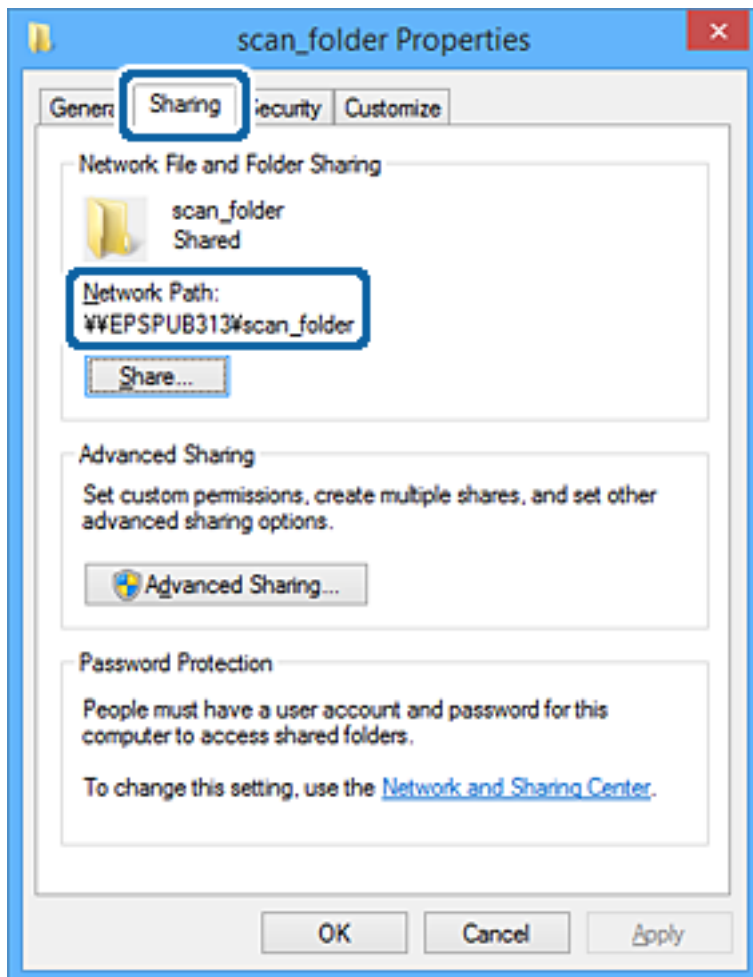 scan_folder Properties
General Sharing Security Customize
Network File and Folder Sharing
scan_folder
Shared
Network Path:
¥¥EPSPUB313¥scan_folder
Share...
Advanced Sharing
Set custom permissions, create multiple shares, and set other
advanced sharing options.
Advanced Sharing...
Password Protection
People must have a user account and password for this
computer to access shared folders.
To change this setting, use the Network and Sharing Center.
OK Cancel Apply